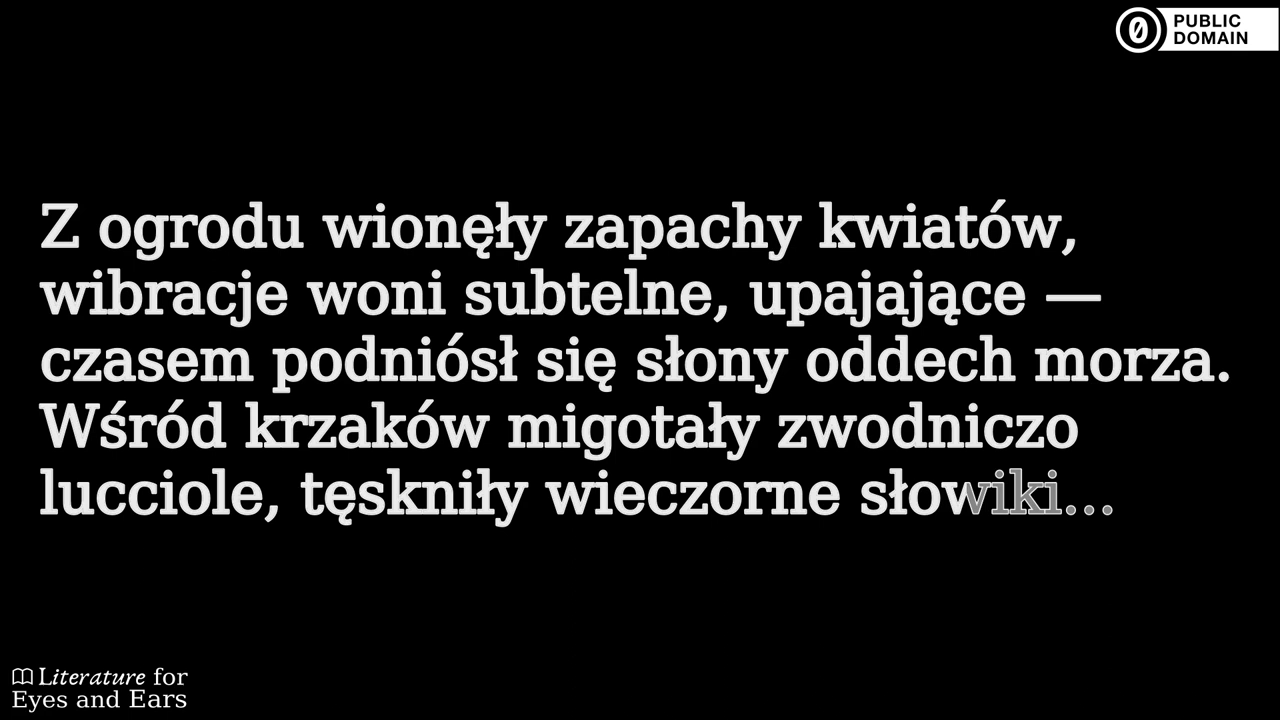 PUBLIC
DOMAIN
Z ogrodu wionęły zapachy kwiatów,
wibracje woni subtelne, upajające —
czasem podniósł się słony oddech morza.
Wśród krzaków migotały zwodniczo
lucciole, tęskniły wieczorne słowiki...
Literature for
Eyes and Ears